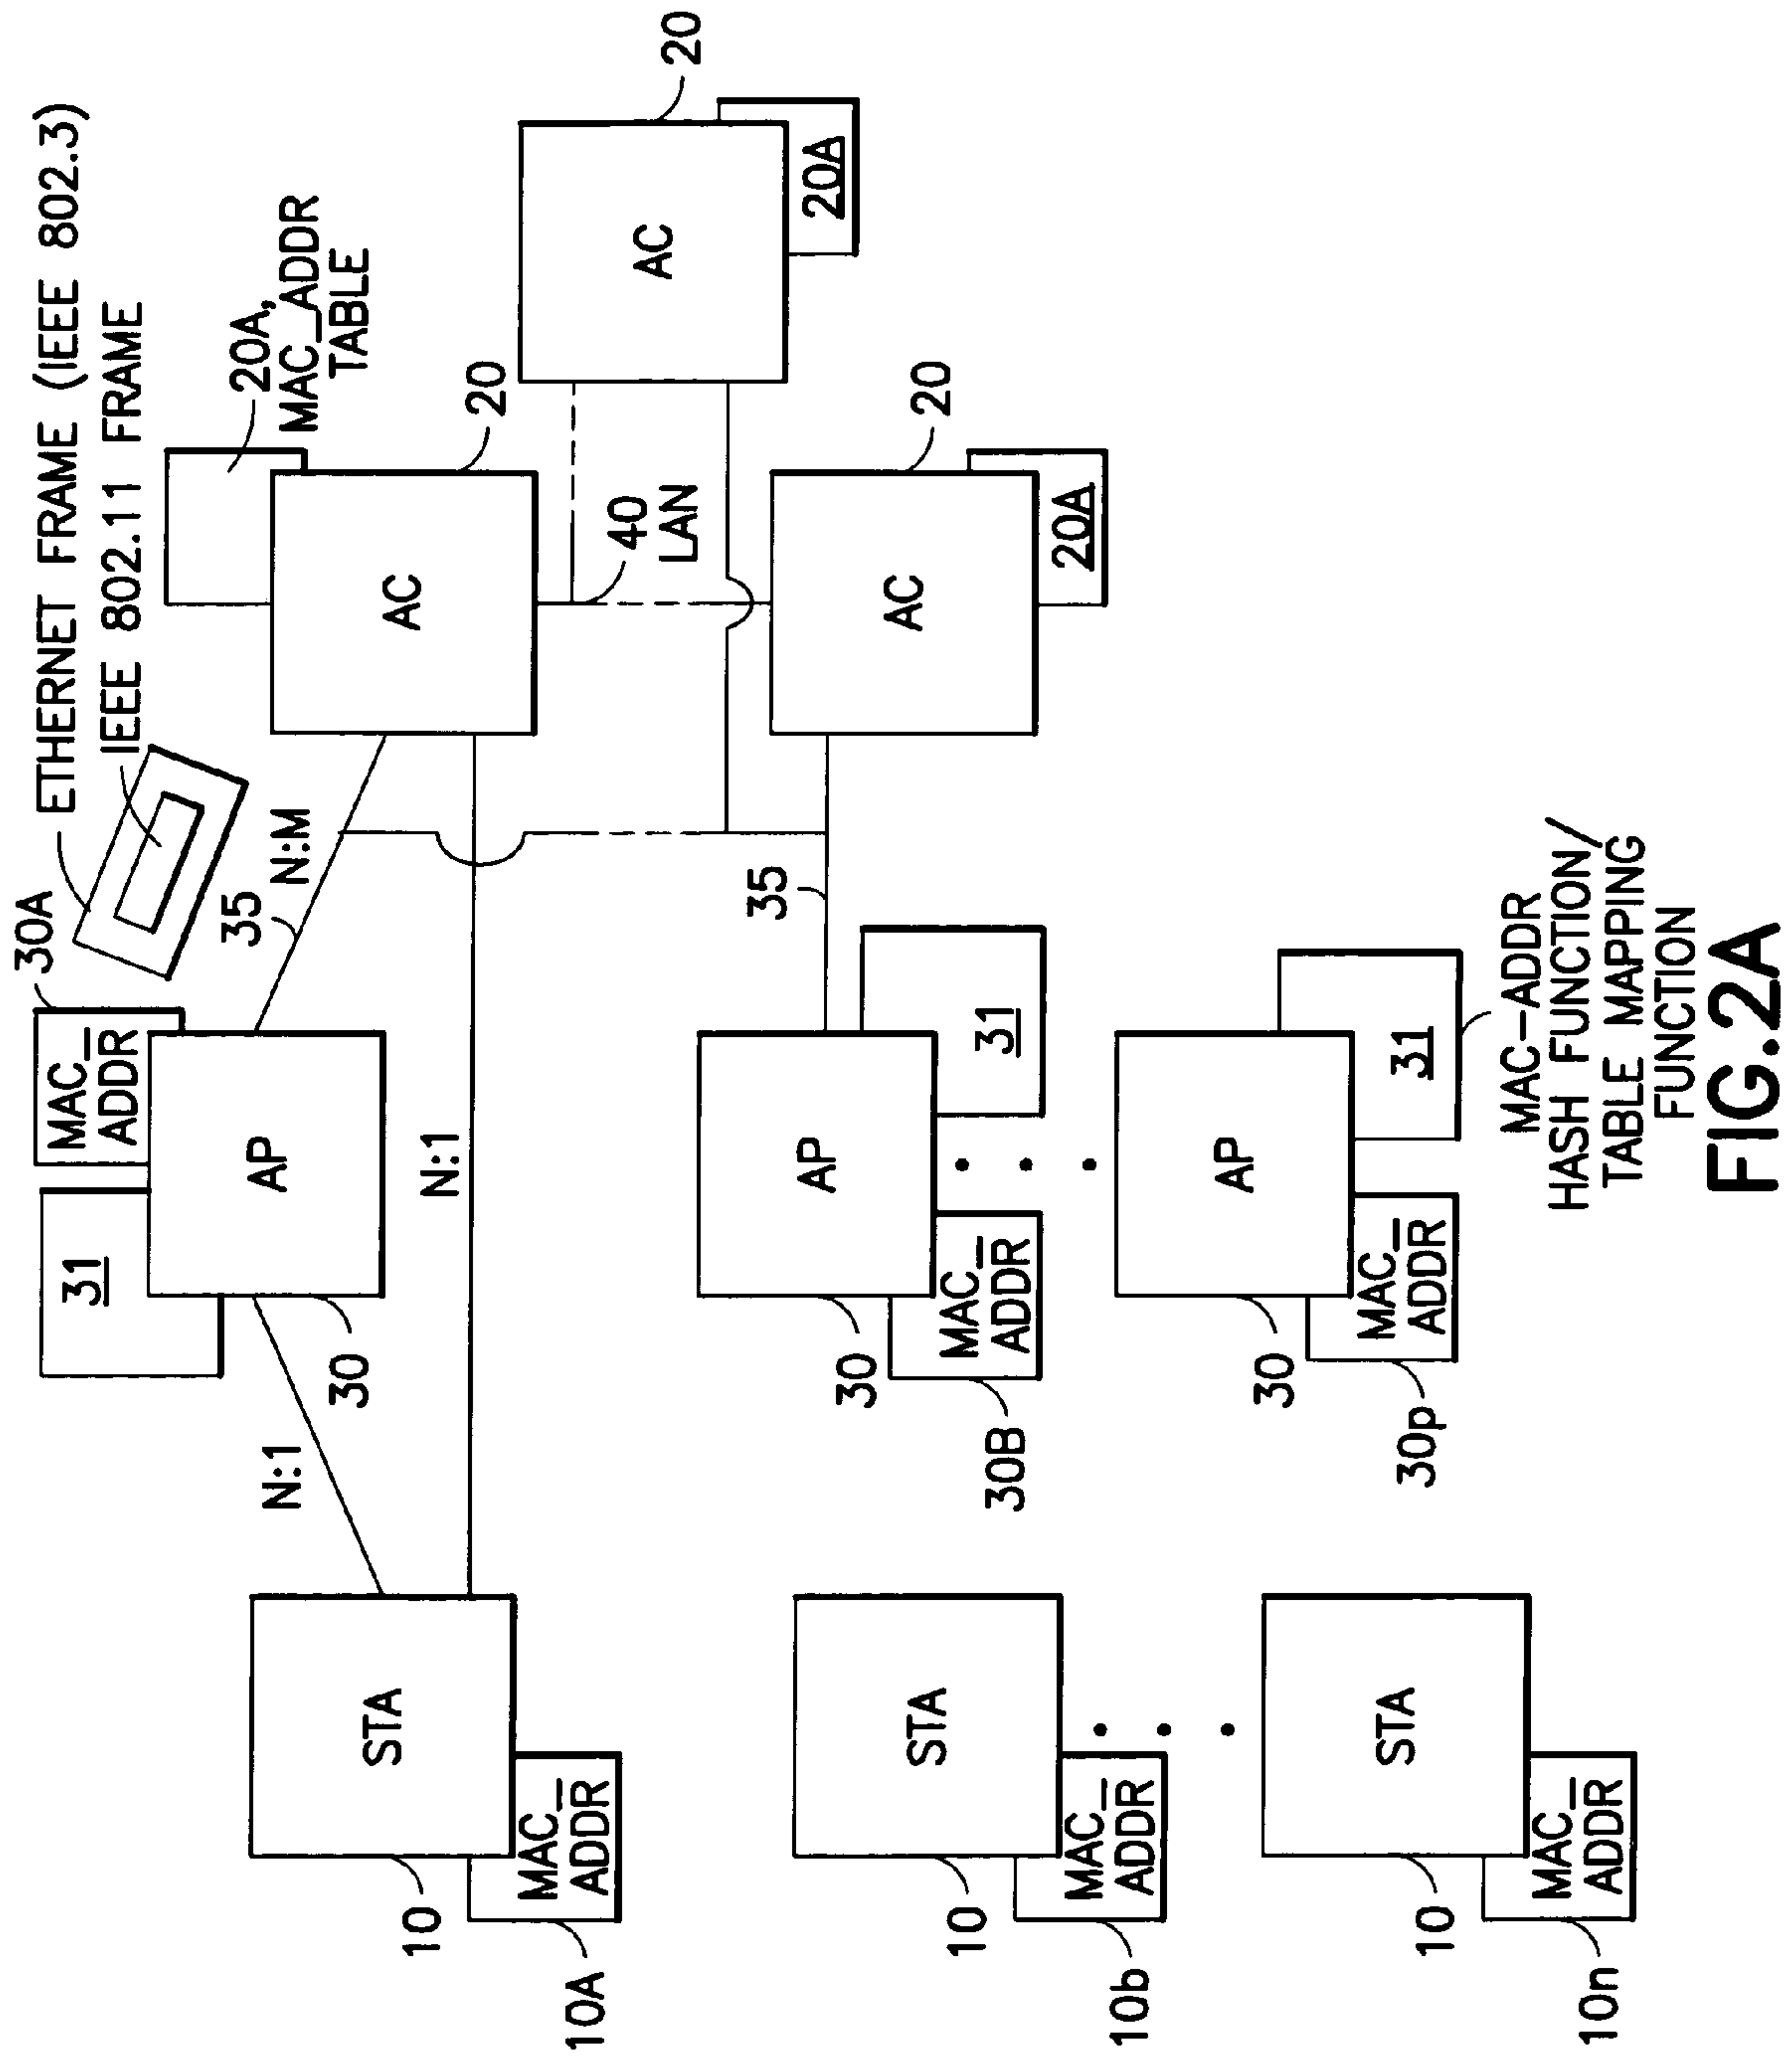 ETHERNET FRAME (IEEE 802.3)
IEEE 802.11 FRAME
30A
MAC_
ADDR
31
AP
30
35
N:M
N:1
N:1
20A,
MAC_ADDR
TABLE
AC
20
40
LAN
AC
20
20A
AC
20
20A
35
STA
10
MAC_
ADDR
10A
AP
30
31
MAC_
ADDR
30B
STA
10
MAC_
ADDR
10b
AP
30
31
MAC_
ADDR
30p
STA
10
MAC_
ADDR
10n
MAC-ADDR
HASH FUNCTION/
TABLE MAPPING
FUNCTION
FIG.2A